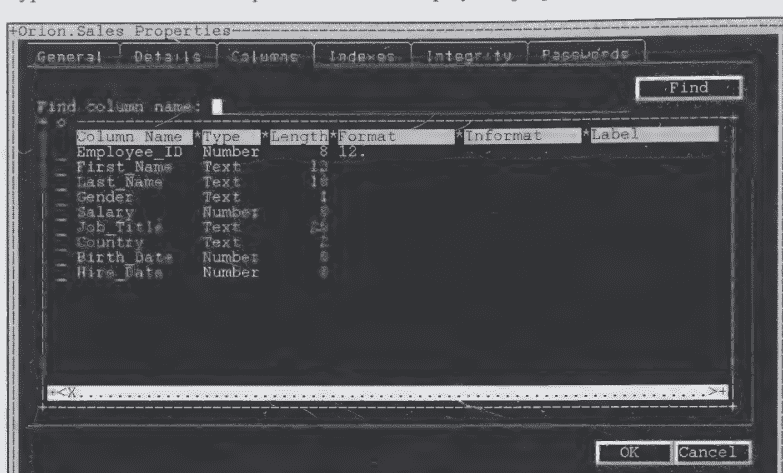 +Orion.Sales Properties
General Details Columns Indexes Integrity Passwords
Find
Find column name:
Column Name *Type *Length*Format *Informat *Label
Employee_ID Number 8 12.
First_Name Text 12
Last_Name Text 18
Gender Text 1
Salary Number 8
Job_Title Text
Country Text 2
Birth_Date Number 8
Hire_Date Number 8
+<X.......................................................................>+
OK Cancel